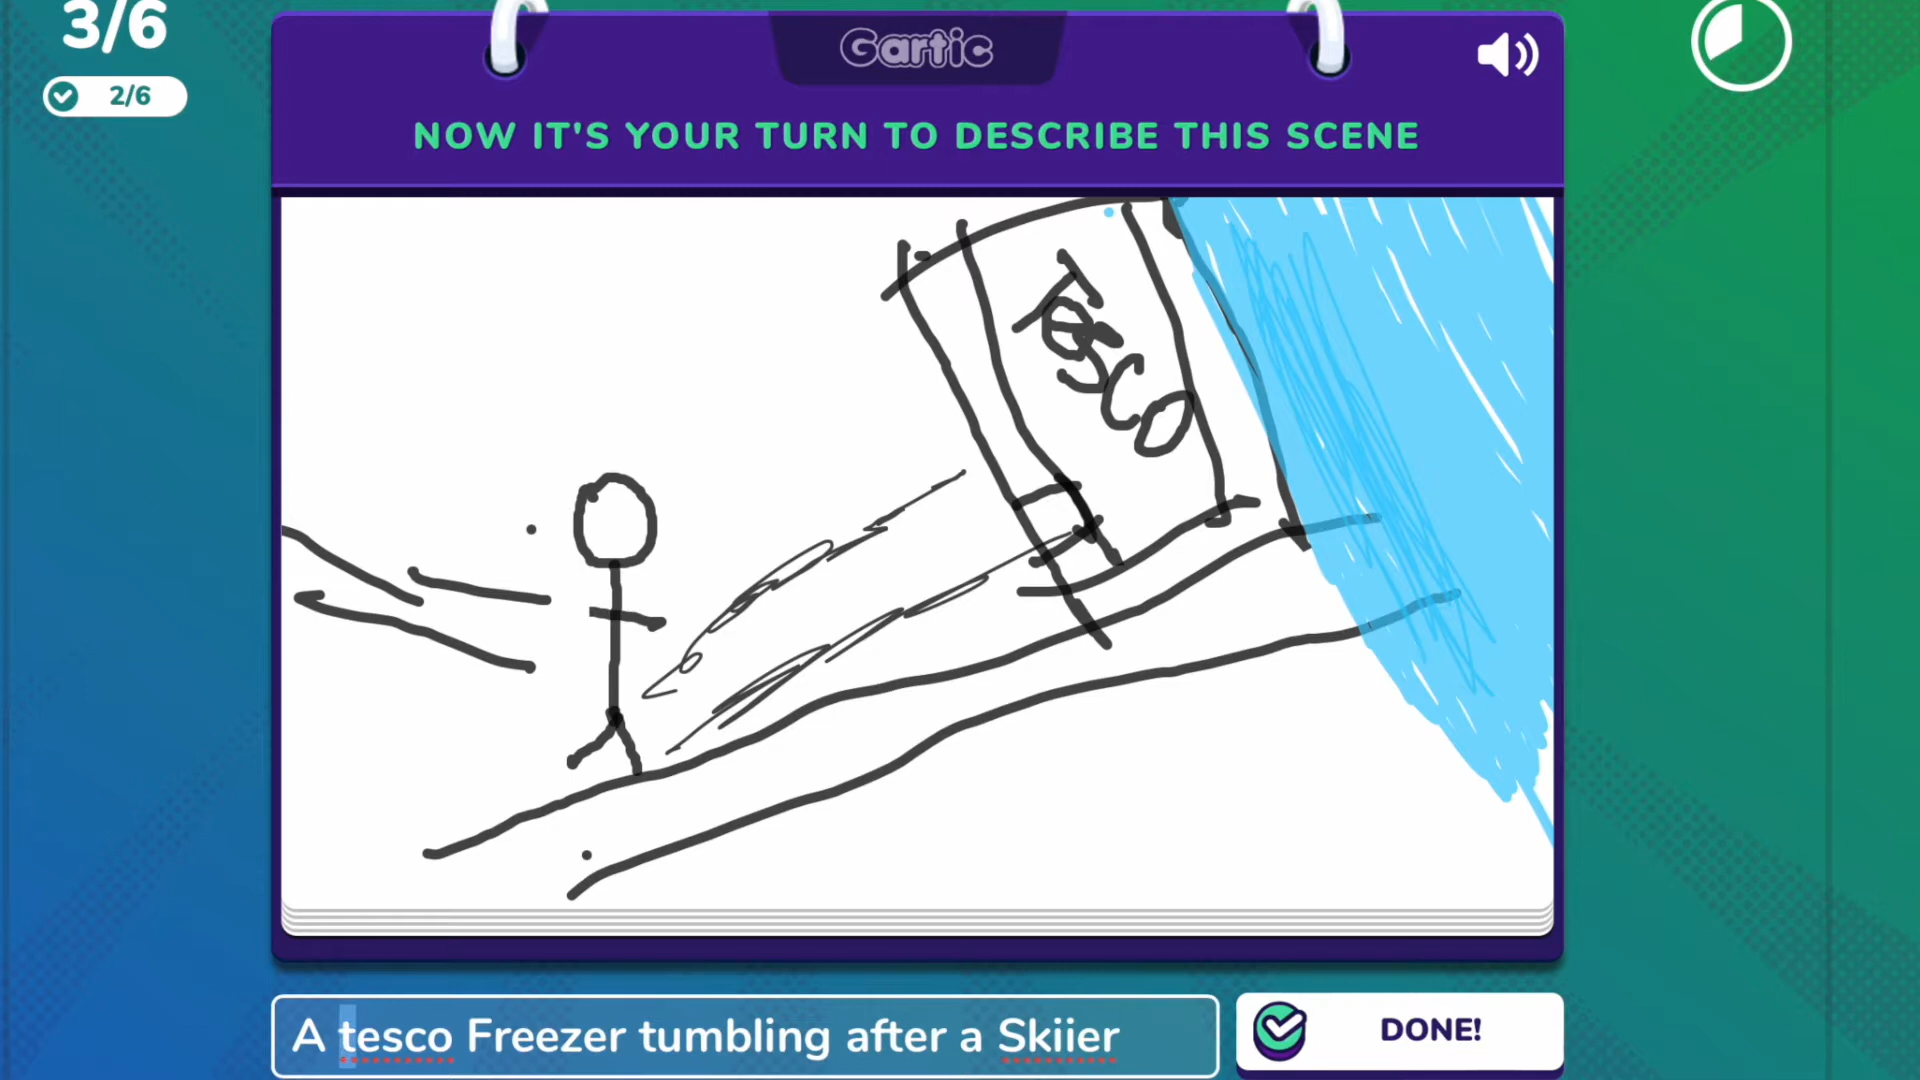 3/6
2/6
Gartic
NOW IT'S YOUR TURN TO DESCRIBE THIS SCENE
TESCO
A tesco Freezer tumbling after a Skiier
DONE!